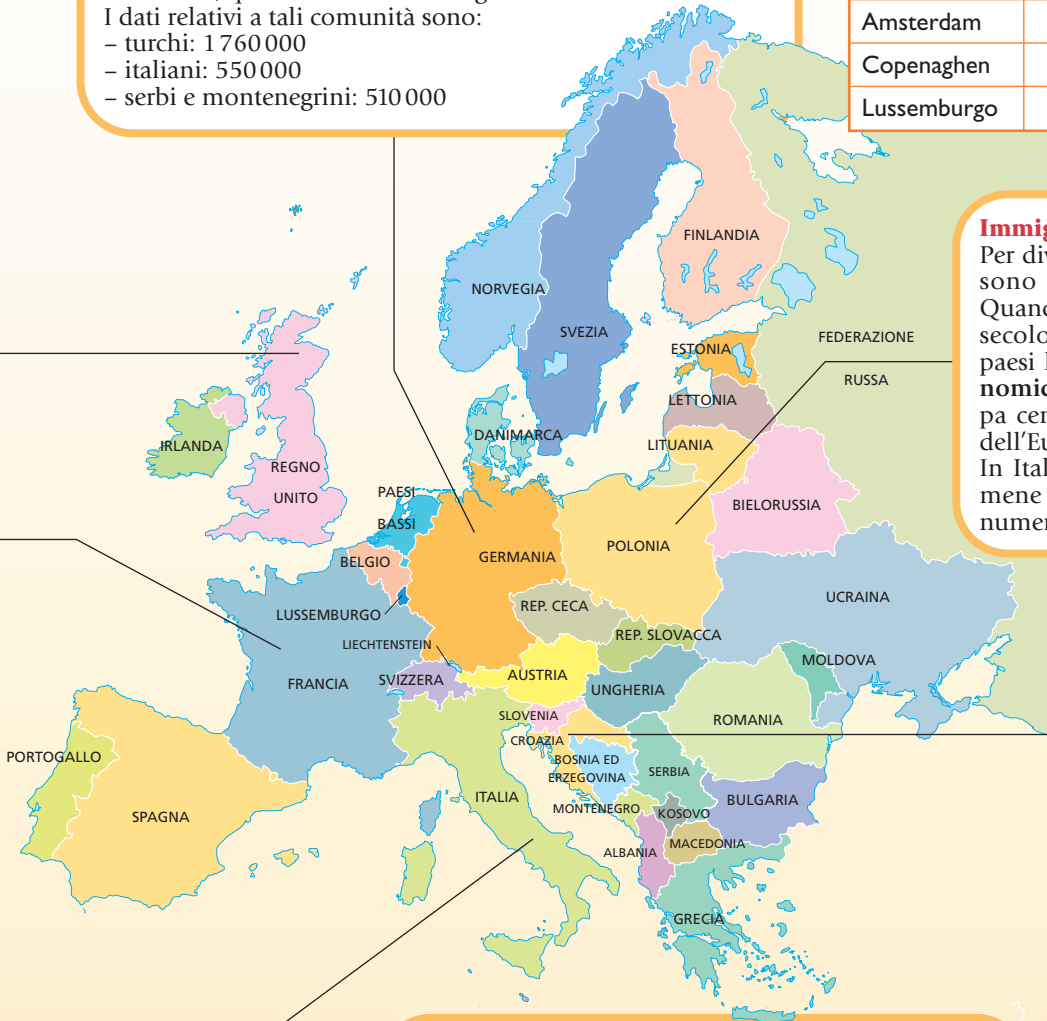 I dati relativi a tali comunità sono:
– turchi: 1 760 000
– italiani: 550 000
– serbi e montenegrini: 510 000
Amsterdam
Copenaghen
Lussemburgo
Per div
sono
Quand
secolo
paesi
nomic
pa cen
dell'Eu
In Ital
mene
numer
FINLANDIA
NORVEGIA
SVEZIA
ESTONIA
FEDERAZIONE
RUSSA
LETTONIA
DANIMARCA
LITUANIA
IRLANDA
REGNO
UNITO
PAESI
BASSI
BIELORUSSIA
GERMANIA
POLONIA
BELGIO
UCRAINA
LUSSEMBURGO
REP. CECA
REP. SLOVACCA
LIECHTENSTEIN
MOLDOVA
SVIZZERA
AUSTRIA
FRANCIA
UNGHERIA
SLOVENIA
ROMANIA
CROAZIA
PORTOGALLO
BOSNIA ED
ERZEGOVINA
SERBIA
ITALIA
BULGARIA
MONTENEGRO
KOSOVO
SPAGNA
MACEDONIA
ALBANIA
GRECIA